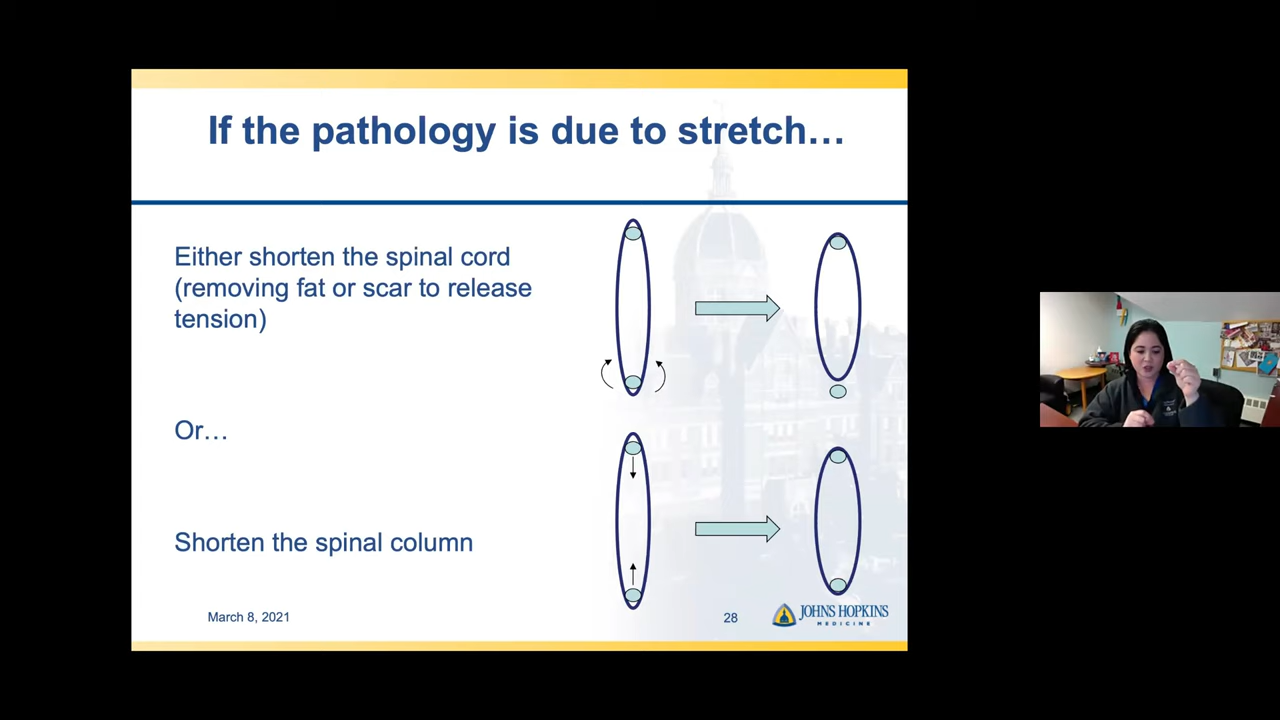 If the pathology is due to stretch…
Either shorten the spinal cord
(removing fat or scar to release
tension)
Or…
Shorten the spinal column
March 8, 2021
28
JOHNS HOPKINS
MEDICINE